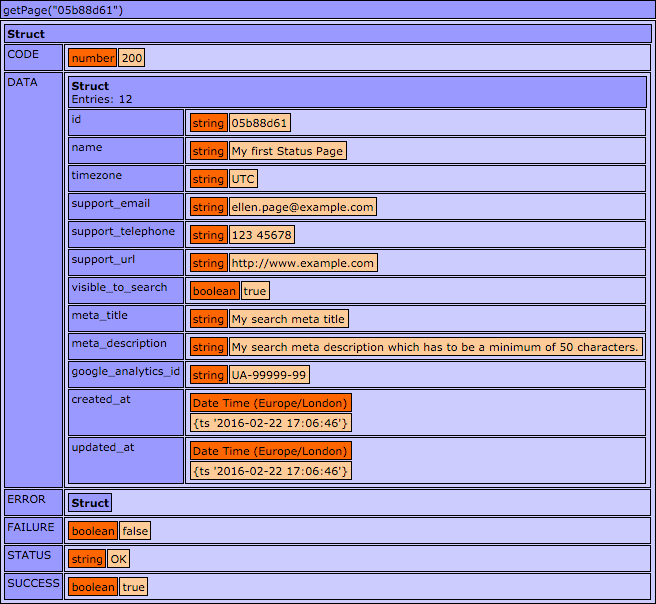 getPage("05b88d61")
Struct
CODE number 200
DATA Struct
Entries: 12
id string 05b88d61
name string My first Status Page
timezone string UTC
support_email string ellen.page@example.com
support_telephone string 123 45678
support_url string http://www.example.com
visible_to_search boolean true
meta_title string My search meta title
meta_description string My search meta description which has to be a minimum of 50 characters.
google_analytics_id string UA-99999-99
created_at Date Time (Europe/London)
{ts '2016-02-22 17:06:46'}
updated_at Date Time (Europe/London)
{ts '2016-02-22 17:06:46'}
ERROR Struct
FAILURE boolean false
STATUS string OK
SUCCESS boolean true